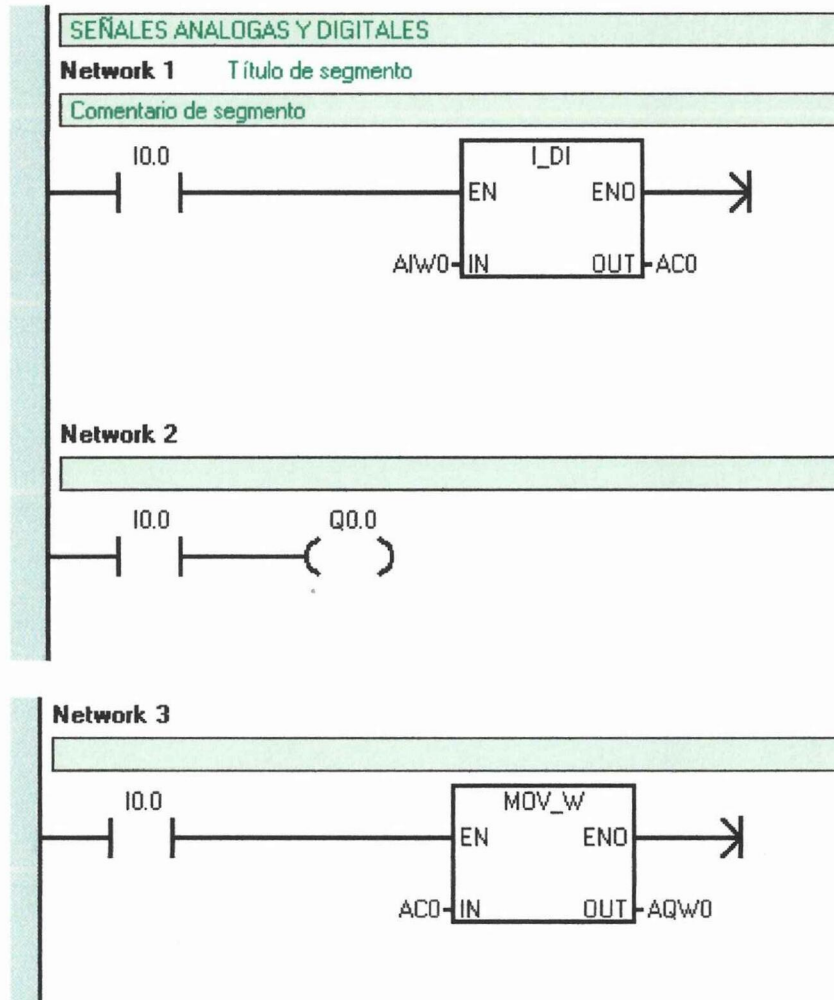 SEÑALES ANALOGAS Y DIGITALES
Network 1 Título de segmento
Comentario de segmento
I0.0
I_DI
EN ENO
AIW0 IN OUT AC0
Network 2
I0.0 Q0.0
Network 3
I0.0
MOV_W
EN ENO
AC0 IN OUT AQW0